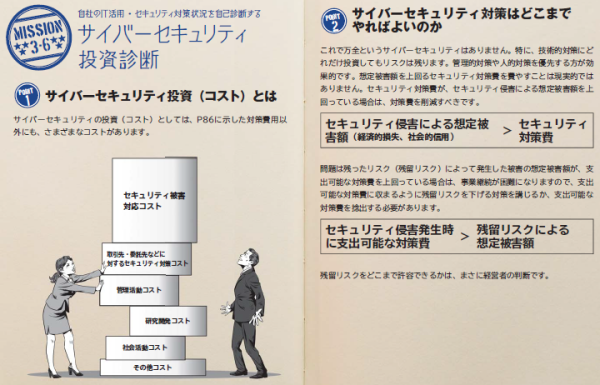 MISSION
3-6
自社のIT活用・セキュリティ対策状況を自己診断する
サイバーセキュリティ
投資診断
POINT
1
サイバーセキュリティ投資（コスト）とは
サイバーセキュリティの投資（コスト）としては、P86に示した対策費用以
外にも、さまざまなコストがあります。
セキュリティ被害
対応コスト
取引先・委託先などに
対するセキュリティ対策コスト
管理活動コスト
研究開発コスト
社会活動コスト
その他コスト
POINT
2
サイバーセキュリティ対策はどこまで
やればよいのか
これで万全というサイバーセキュリティはありません。特に、技術的対策にど
れだけ投資してもリスクは残ります。管理的対策や人的対策を優先する方が効
果的です。想定被害額を上回るセキュリティ対策費を費やすことは現実的では
ありません。セキュリティ対策費が、セキュリティ侵害による想定被害額を上
回っている場合は、対策費を削減すべきです。
セキュリティ侵害による想定被
害額（経済的損失、社会的信用）
>
セキュリティ
対策費
問題は残ったリスク（残留リスク）によって発生した被害の想定被害額が、支
出可能な対策費を上回っている場合は、事業継続が困難になりますので、支出
可能な対策費に収まるように残留リスクを下げる対策を講じるか、支出可能な
対策費を捻出する必要があります。
セキュリティ侵害発生時
に支出可能な対策費
>
残留リスクによる
想定被害額
残留リスクをどこまで許容できるかは、まさに経営者の判断です。